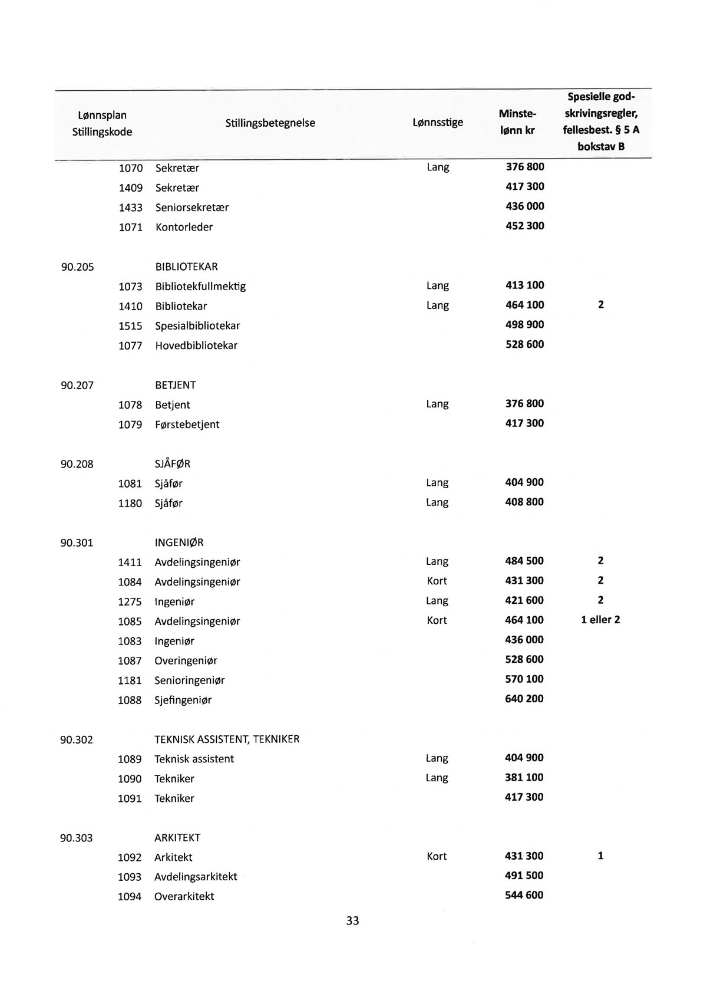 Lønnsplan
Stillingskode
Stillingsbetegnelse
Lønnsstige
Minste-
lønn kr
Spesielle god-
skrivingsregler,
fellesbest. § 5 A
bokstav B
1070 Sekretær Lang 376 800
1409 Sekretær 417 300
1433 Seniorsekretær 436 000
1071 Kontorleder 452 300
90.205 BIBLIOTEKAR
1073 Bibliotekfullmektig Lang 413 100
1410 Bibliotekar Lang 464 100 2
1515 Spesialbibliotekar 498 900
1077 Hovedbibliotekar 528 600
90.207 BETJENT
1078 Betjent Lang 376 800
1079 Førstebetjent 417 300
90.208 SJÅFØR
1081 Sjåfør Lang 404 900
1180 Sjåfør Lang 408 800
90.301 INGENIØR
1411 Avdelingsingeniør Lang 484 500 2
1084 Avdelingsingeniør Kort 431 300 2
1275 Ingeniør Lang 421 600 2
1085 Avdelingsingeniør Kort 464 100 1 eller 2
1083 Ingeniør 436 000
1087 Overingeniør 528 600
1181 Senioringeniør 570 100
1088 Sjefingeniør 640 200
90.302 TEKNISK ASSISTENT, TEKNIKER
1089 Teknisk assistent Lang 404 900
1090 Tekniker Lang 381 100
1091 Tekniker 417 300
90.303 ARKITEKT
1092 Arkitekt Kort 431 300 1
1093 Avdelingsarkitekt 491 500
1094 Overarkitekt 544 600
33